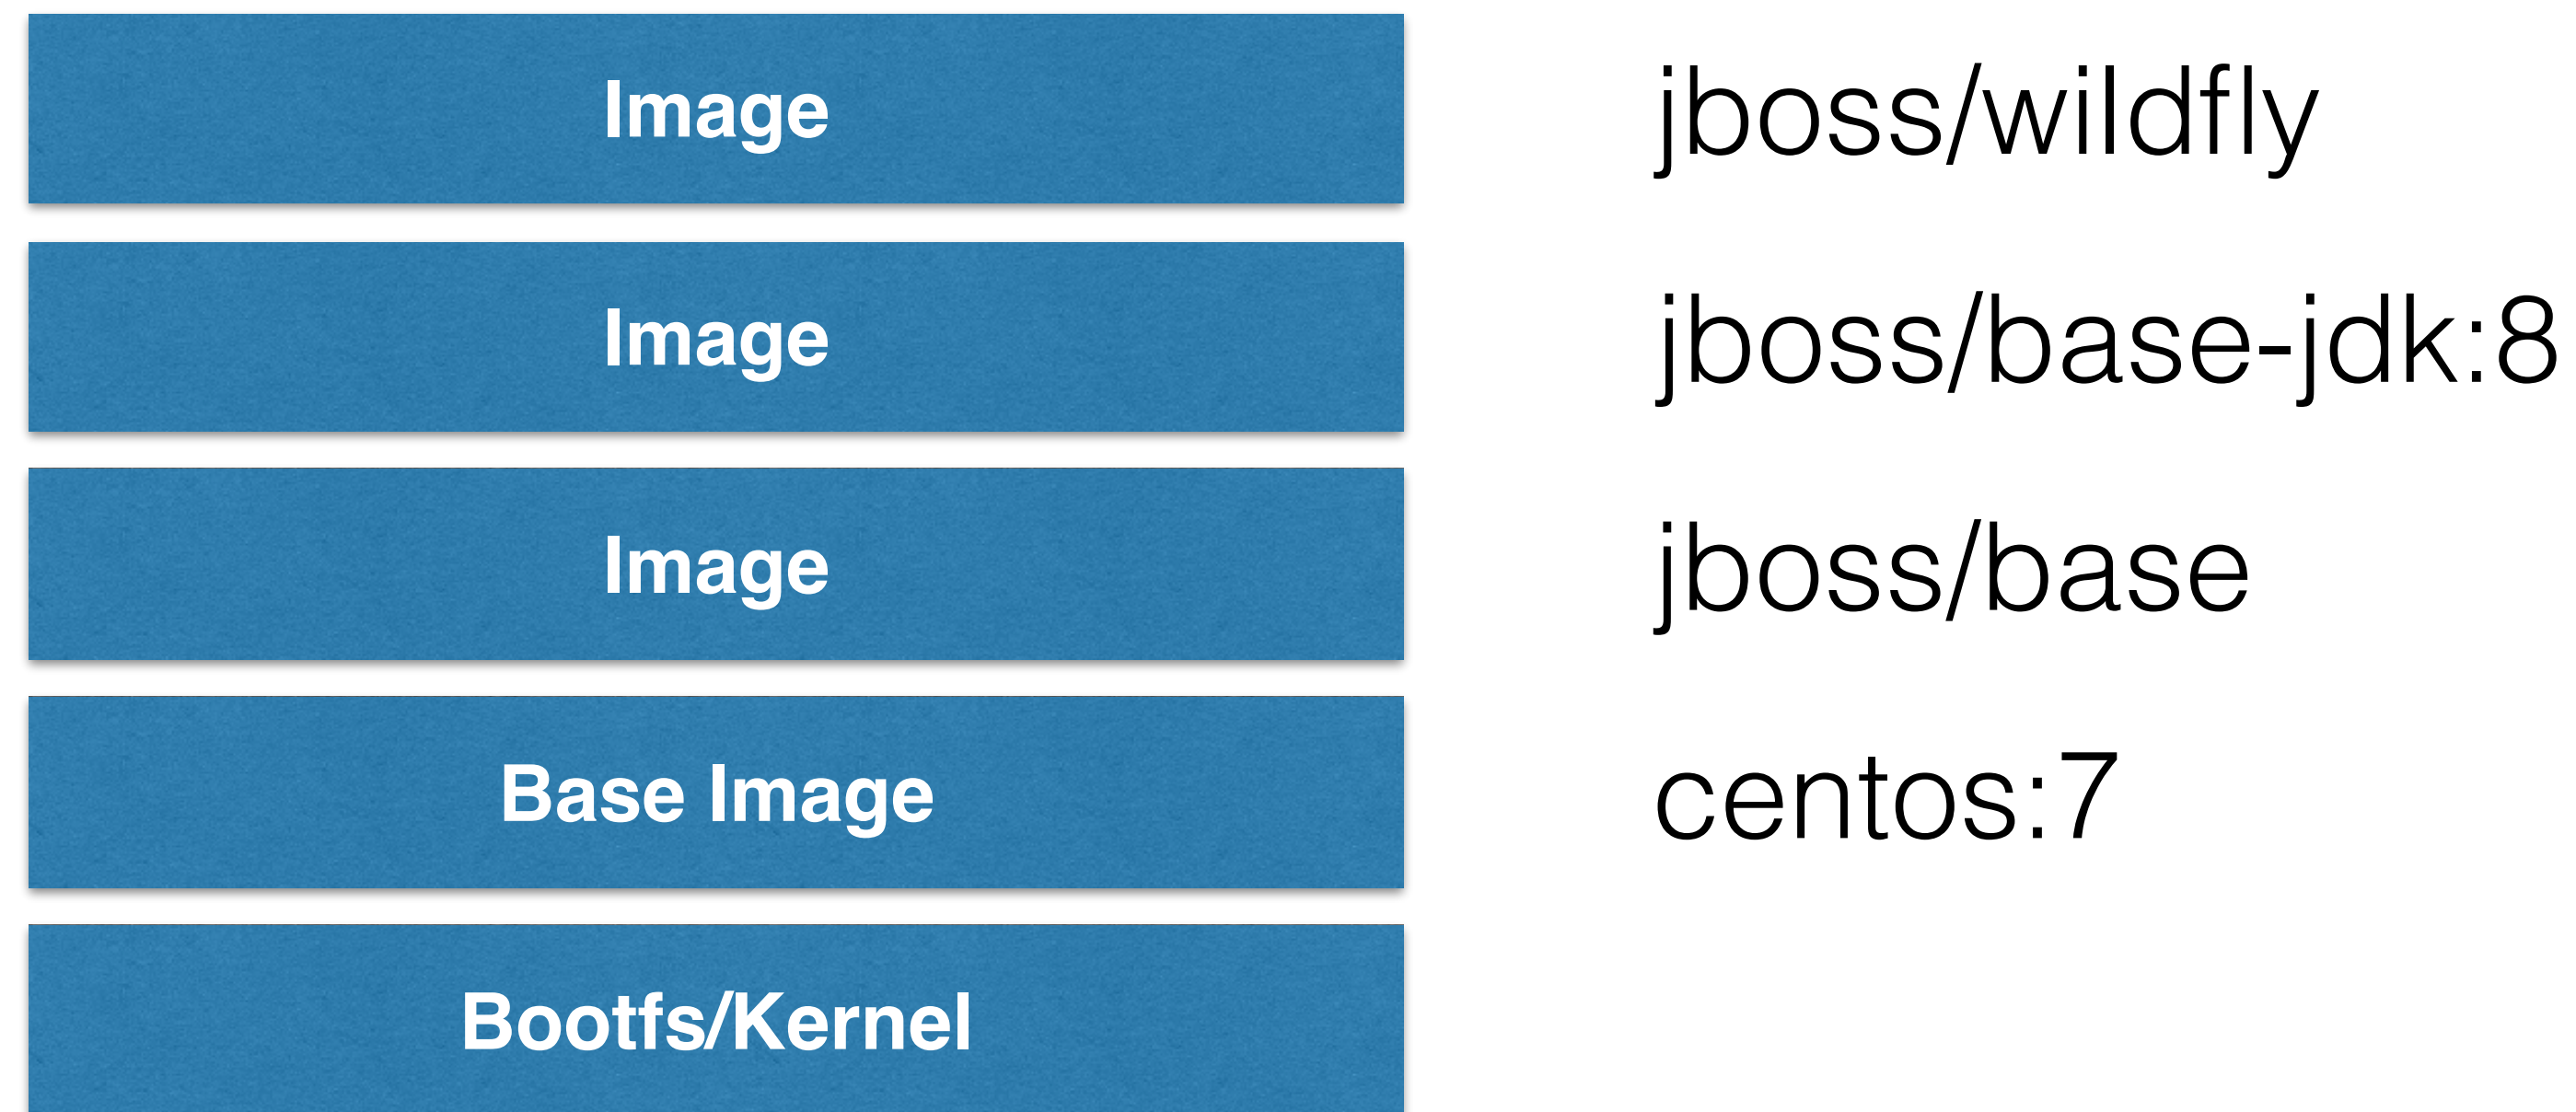 Image
jboss/wildfly
Image
jboss/base-jdk:8
Image
jboss/base
Base Image
centos:7
Bootfs/Kernel